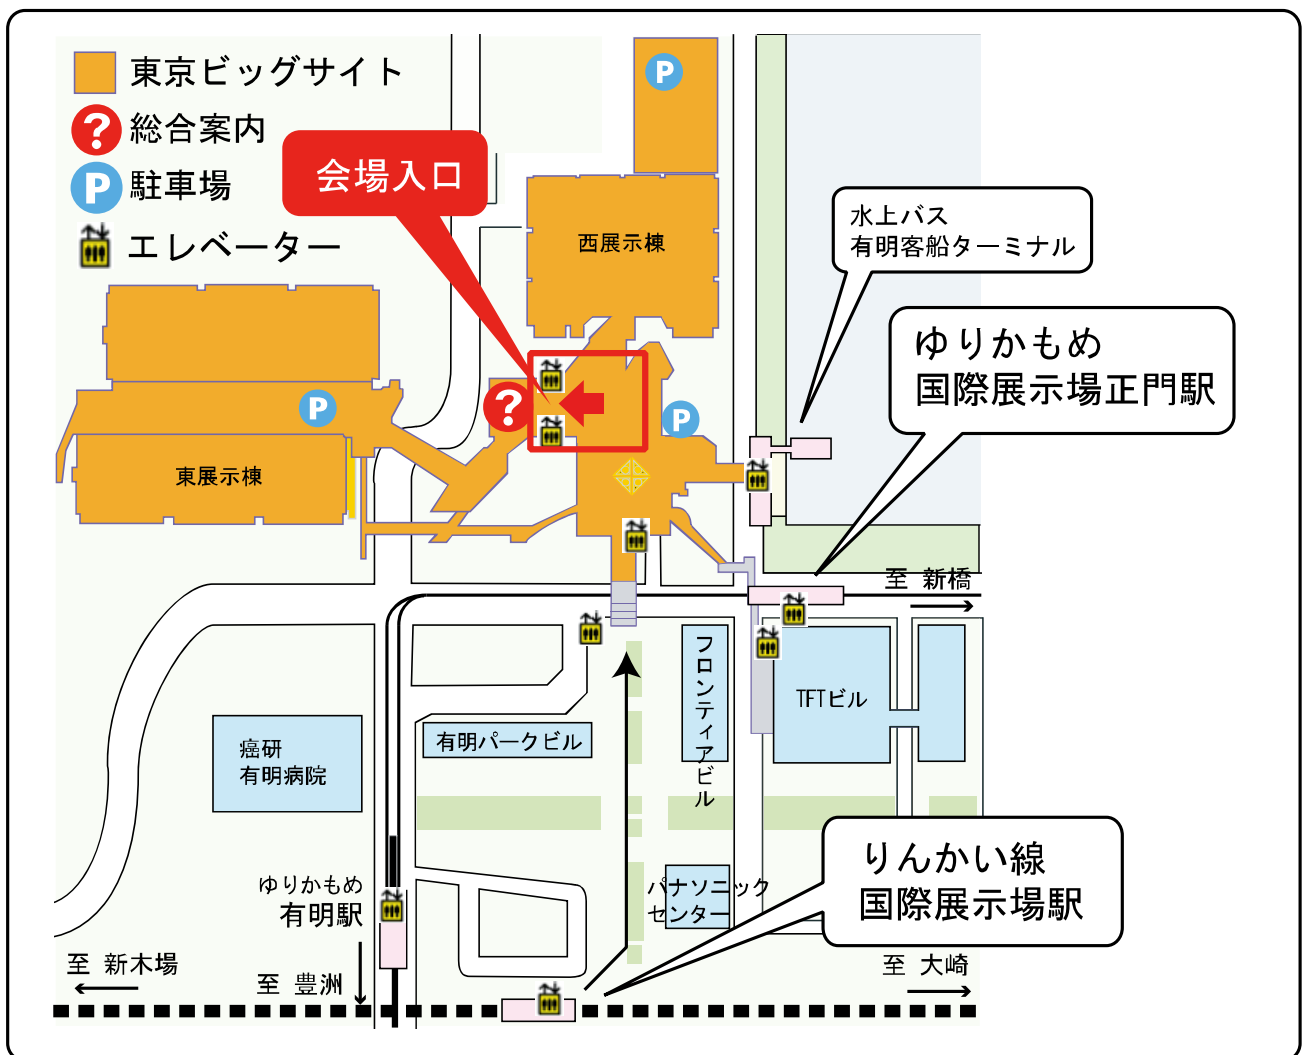 東京ビッグサイト
?
総合案内
P
駐車場
エレベーター
会場入口
P
西展示棟
水上バス
有明客船ターミナル
ゆりかもめ
国際展示場正門駅
P
?
P
東展示棟
至 新橋
フロンティアビル
TFTビル
有明パークビル
癌研
有明病院
ゆりかもめ
有明駅
パナソニック
センター
りんかい線
国際展示場駅
至 新木場
至 豊洲
至 大崎